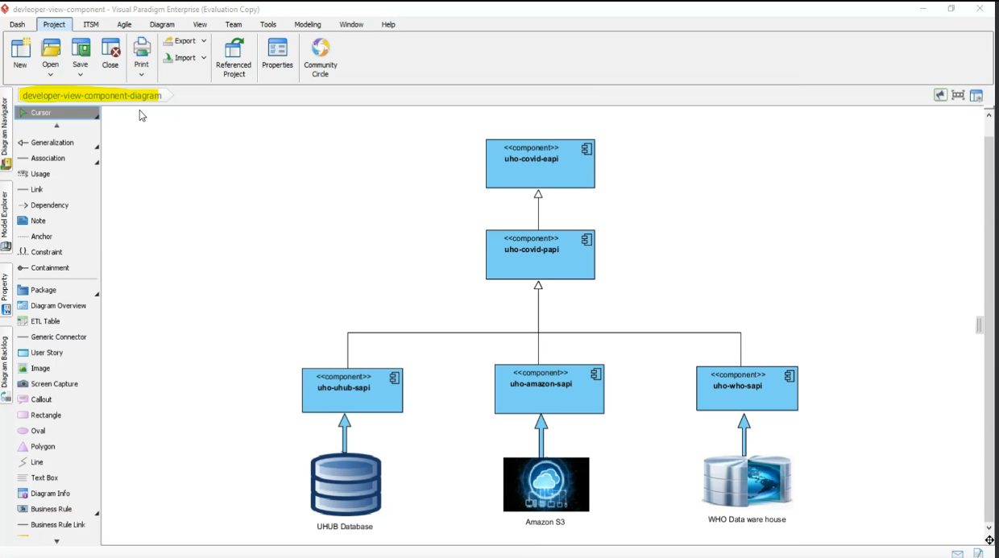 devleoper-view-component - Visual Paradigm Enterprise (Evaluation Copy)
Dash Project ITSM Agile Diagram View Team Tools Modeling Window Help
New Open Save Close Print Export Import Referenced Project Properties Community Circle
developer-view-component-diagram
Diagram Navigator
Model Explorer
Property
Diagram Backlog
Cursor
Generalization
Association
Usage
Link
Dependency
Note
Anchor
Constraint
Containment
Package
Diagram Overview
ETL Table
Generic Connector
User Story
Image
Screen Capture
Callout
Rectangle
Oval
Polygon
Line
Text Box
Diagram Info
Business Rule
Business Rule Link
<<component>>
uho-covid-eapi
<<component>>
uho-covid-papi
<<component>>
uho-uhub-sapi
<<component>>
uho-amazon-sapi
<<component>>
uho-who-sapi
UHUB Database
Amazon S3
WHO Data ware house